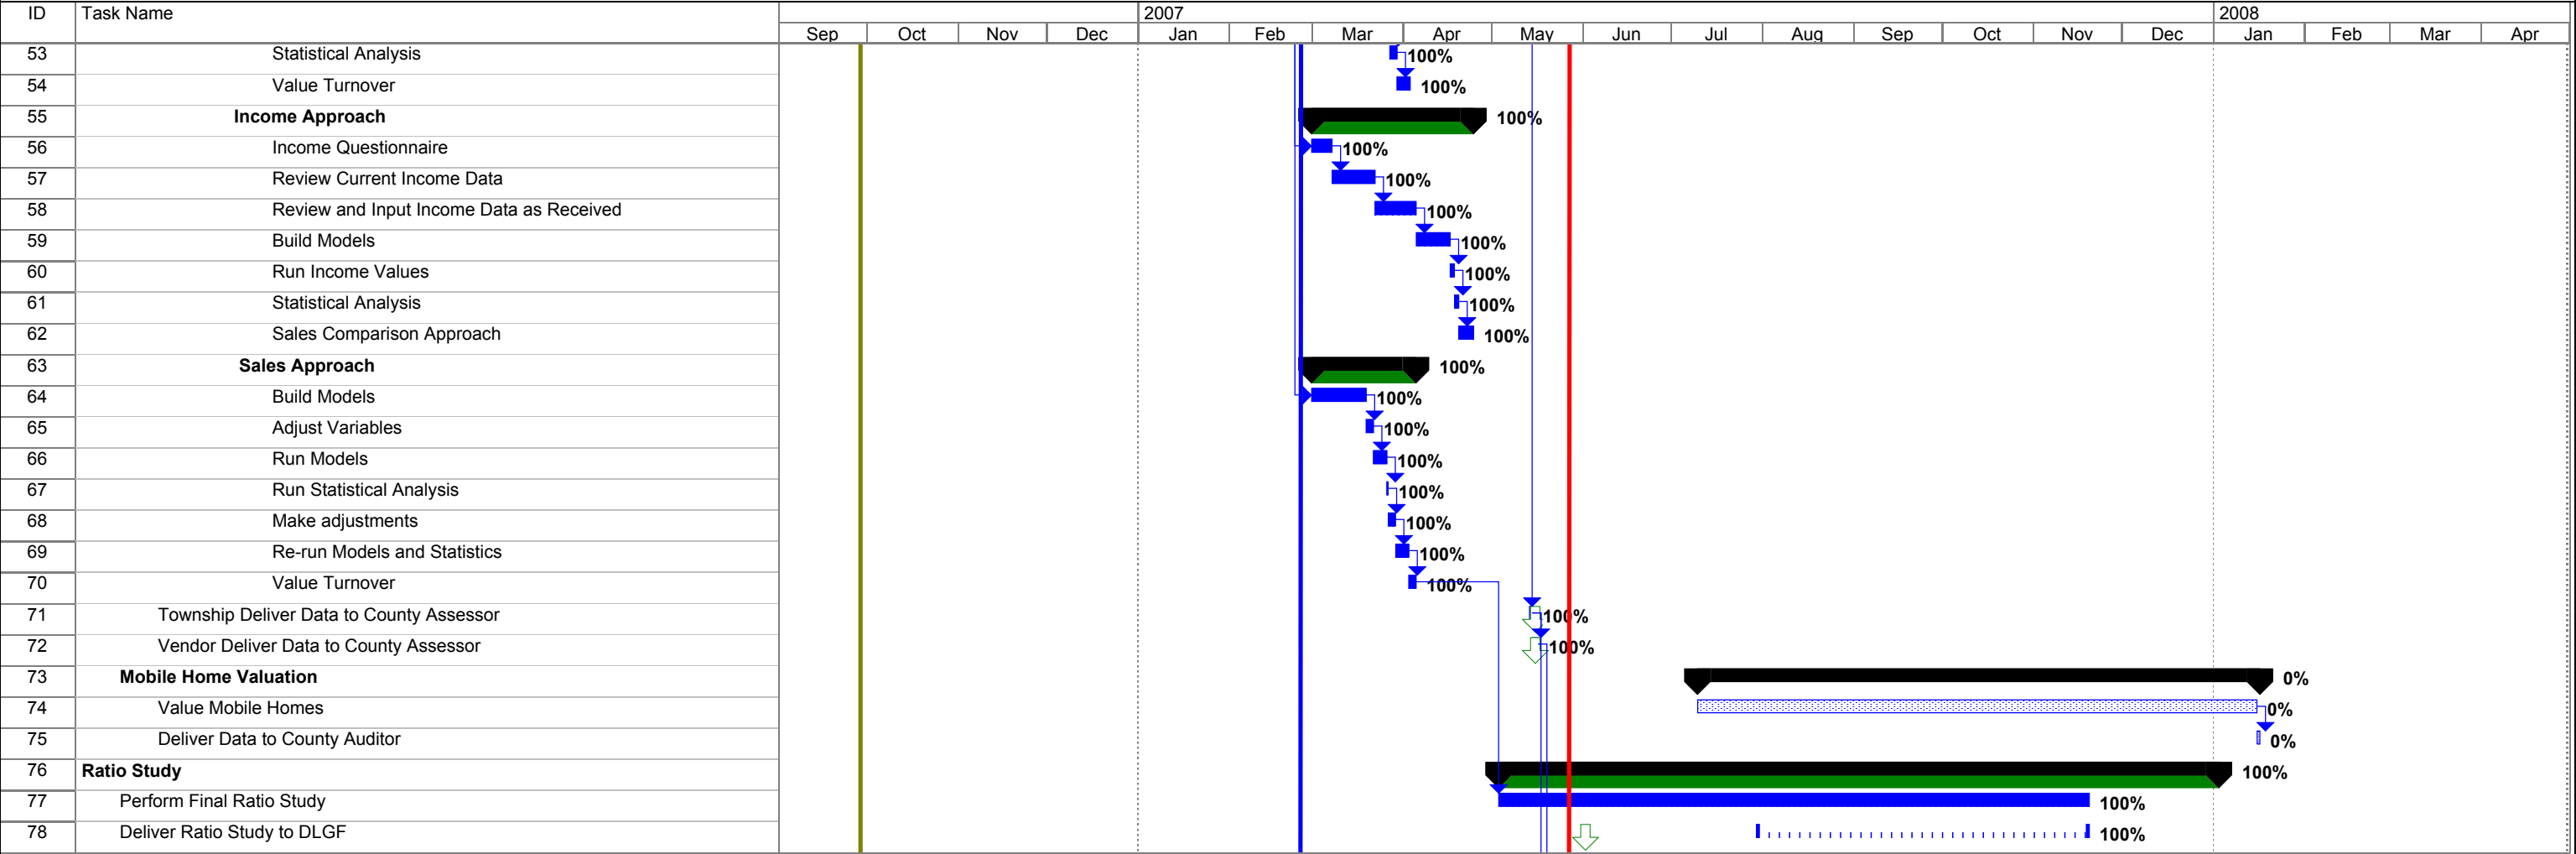 ID Task Name 2007 2008
Sep Oct Nov Dec Jan Feb Mar Apr May Jun Jul Aug Sep Oct Nov Dec Jan Feb Mar Apr
53 Statistical Analysis 100%
54 Value Turnover 100%
55 Income Approach 100%
56 Income Questionnaire 100%
57 Review Current Income Data 100%
58 Review and Input Income Data as Received 100%
59 Build Models 100%
60 Run Income Values 100%
61 Statistical Analysis 100%
62 Sales Comparison Approach 100%
63 Sales Approach 100%
64 Build Models 100%
65 Adjust Variables 100%
66 Run Models 100%
67 Run Statistical Analysis 100%
68 Make adjustments 100%
69 Re-run Models and Statistics 100%
70 Value Turnover 100%
71 Township Deliver Data to County Assessor 100%
72 Vendor Deliver Data to County Assessor 100%
73 Mobile Home Valuation 0%
74 Value Mobile Homes 0%
75 Deliver Data to County Auditor 0%
76 Ratio Study 100%
77 Perform Final Ratio Study 100%
78 Deliver Ratio Study to DLGF 100%